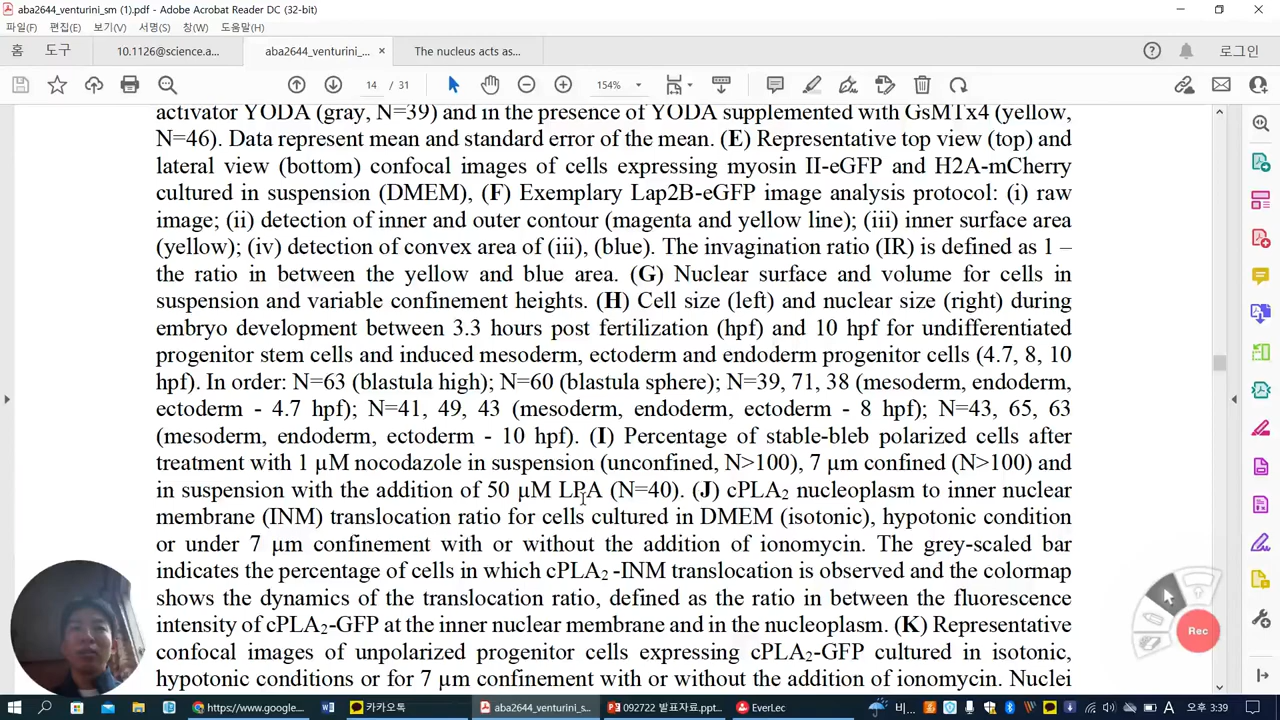 aba2644_venturini_sm (1).pdf - Adobe Acrobat Reader DC (32-bit)
파일(F) 편집(E) 보기(V) 서명(S) 창(W) 도움말(H)
홈 도구 10.1126@science.a... aba2644_venturini_... × The nucleus acts as... 로그인
14 / 31 154%
activator YODA (gray, N=39) and in the presence of YODA supplemented with GsMTx4 (yellow,
N=46). Data represent mean and standard error of the mean. (E) Representative top view (top) and
lateral view (bottom) confocal images of cells expressing myosin II-eGFP and H2A-mCherry
cultured in suspension (DMEM), (F) Exemplary Lap2B-eGFP image analysis protocol: (i) raw
image; (ii) detection of inner and outer contour (magenta and yellow line); (iii) inner surface area
(yellow); (iv) detection of convex area of (iii), (blue). The invagination ratio (IR) is defined as 1 –
the ratio in between the yellow and blue area. (G) Nuclear surface and volume for cells in
suspension and variable confinement heights. (H) Cell size (left) and nuclear size (right) during
embryo development between 3.3 hours post fertilization (hpf) and 10 hpf for undifferentiated
progenitor stem cells and induced mesoderm, ectoderm and endoderm progenitor cells (4.7, 8, 10
hpf). In order: N=63 (blastula high); N=60 (blastula sphere); N=39, 71, 38 (mesoderm, endoderm,
ectoderm - 4.7 hpf); N=41, 49, 43 (mesoderm, endoderm, ectoderm - 8 hpf); N=43, 65, 63
(mesoderm, endoderm, ectoderm - 10 hpf). (I) Percentage of stable-bleb polarized cells after
treatment with 1 µM nocodazole in suspension (unconfined, N>100), 7 µm confined (N>100) and
in suspension with the addition of 50 µM LPA (N=40). (J) cPLA₂ nucleoplasm to inner nuclear
membrane (INM) translocation ratio for cells cultured in DMEM (isotonic), hypotonic condition
or under 7 µm confinement with or without the addition of ionomycin. The grey-scaled bar
indicates the percentage of cells in which cPLA₂ -INM translocation is observed and the colormap
shows the dynamics of the translocation ratio, defined as the ratio in between the fluorescence
intensity of cPLA₂-GFP at the inner nuclear membrane and in the nucleoplasm. (K) Representative
confocal images of unpolarized progenitor cells expressing cPLA₂-GFP cultured in isotonic,
hypotonic conditions or for 7 µm confinement with or without the addition of ionomycin. Nuclei
Rec
https://www.google.... 카카오톡 aba2644_venturini_s... 092722 발표자료.ppt... EverLec 비... A 오후 3:39